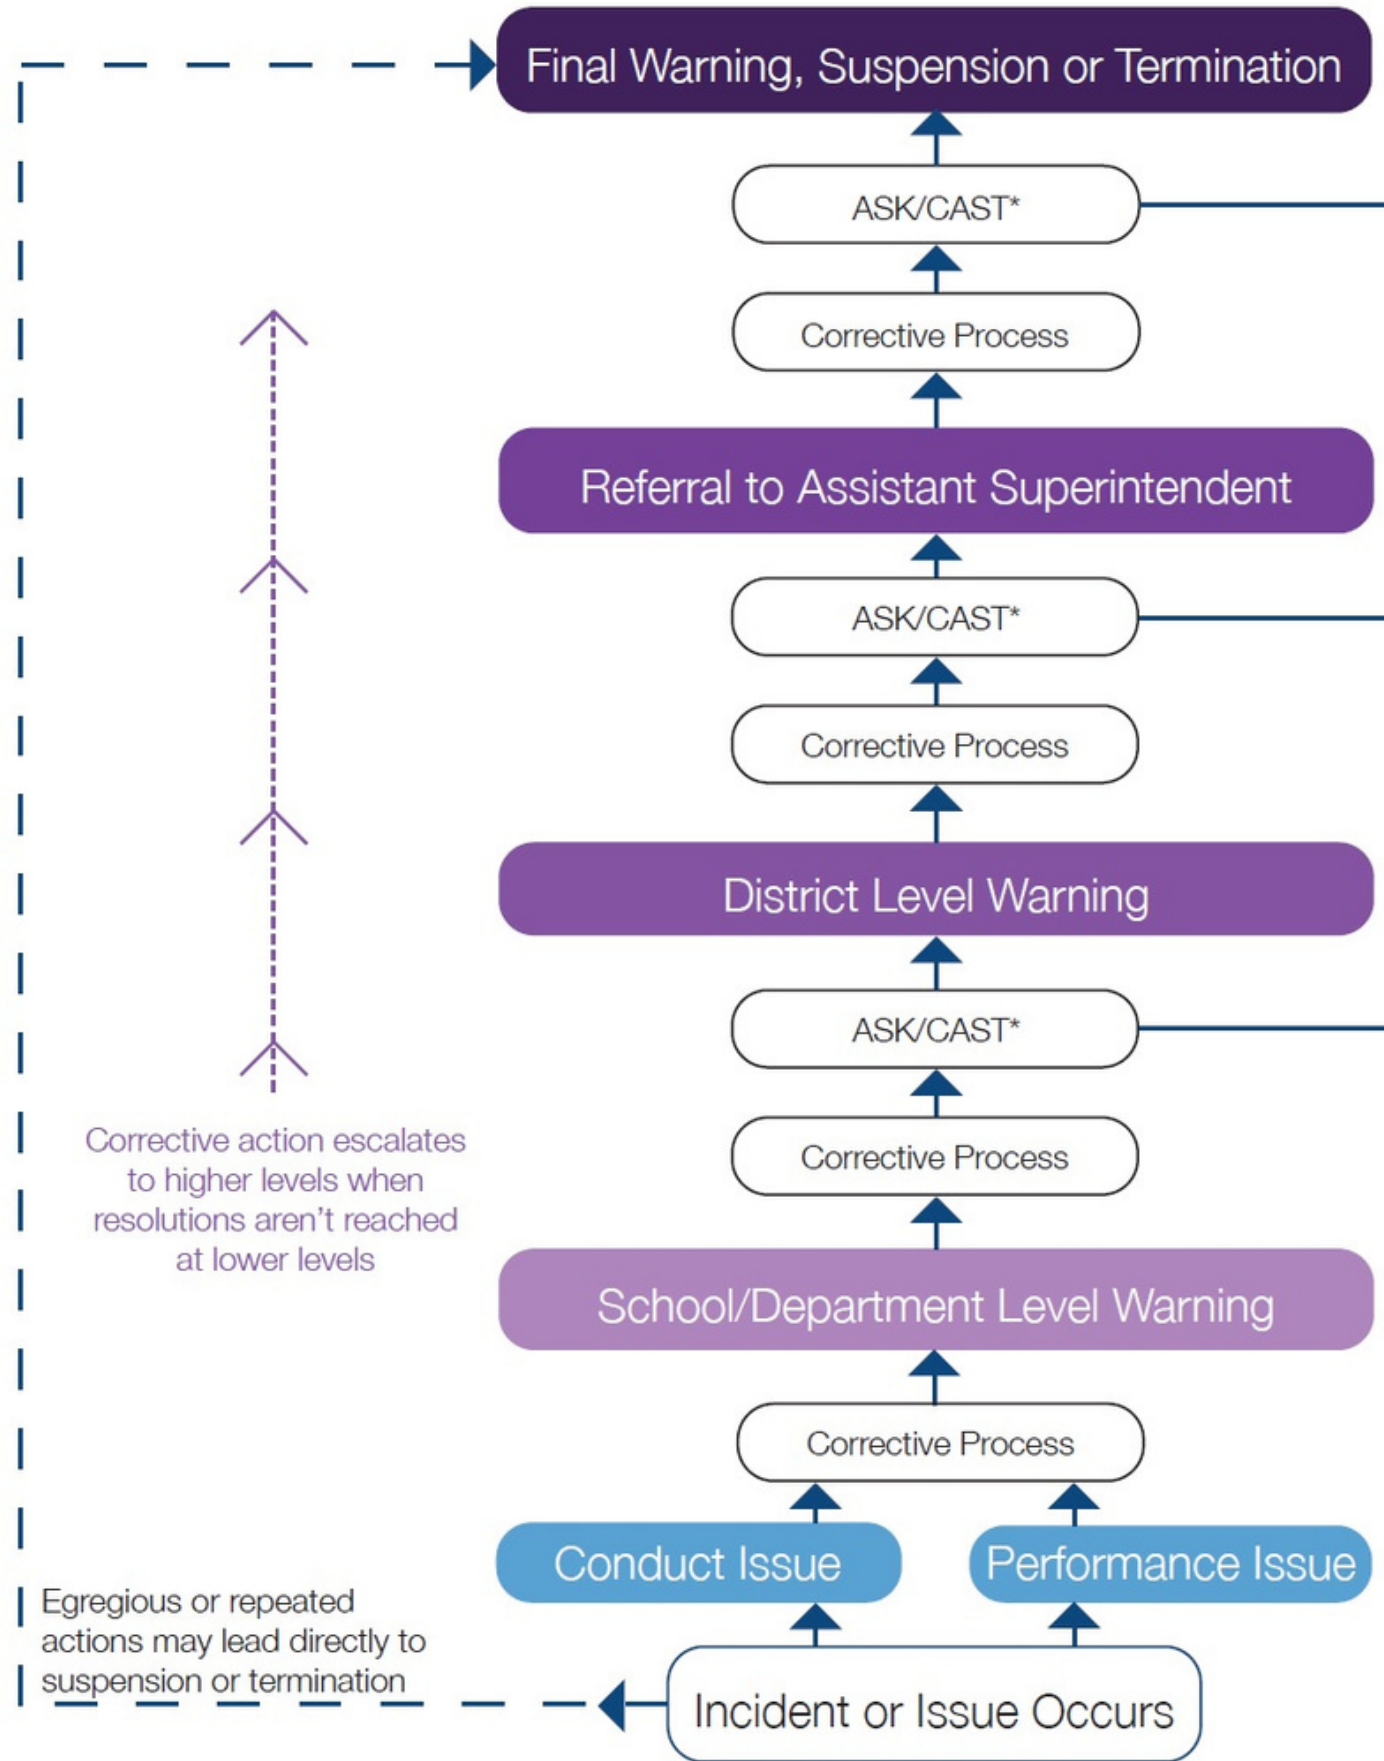 Final Warning, Suspension or Termination
ASK/CAST*
Corrective Process
Referral to Assistant Superintendent
ASK/CAST*
Corrective Process
District Level Warning
ASK/CAST*
Corrective Process
Corrective action escalates
to higher levels when
resolutions aren't reached
at lower levels
School/Department Level Warning
Corrective Process
Conduct Issue
Performance Issue
Egregious or repeated
actions may lead directly to
suspension or termination
Incident or Issue Occurs